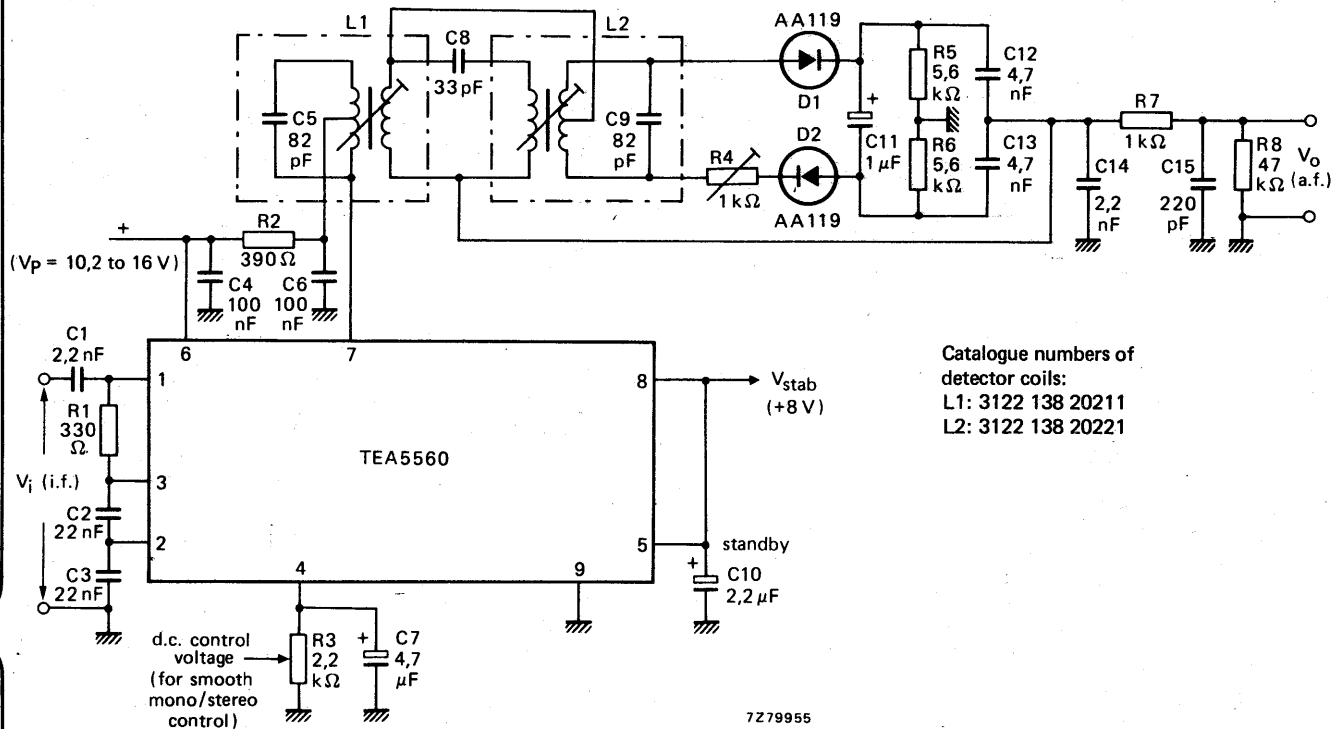 L1
C8
33 pF
L2
AA119
D1
C5
82
pF
C9
82
pF
R4
1 kΩ
D2
AA119
+
C11
1 μF
R5
5,6
kΩ
R6
5,6
kΩ
C12
4,7
nF
C13
4,7
nF
R7
1 kΩ
C14
2,2
nF
C15
220
pF
R8
47
kΩ
Vo
(a.f.)
+
(VP = 10,2 to 16 V)
R2
390 Ω
C4
100
nF
C6
100
nF
C1
2,2 nF
R1
330
Ω
Vi (i.f.)
C2
22 nF
C3
22 nF
6
7
1
3
2
4
9
8
5
TEA5560
Vstab
(+8 V)
standby
+
C10
2,2 μF
d.c. control
voltage
(for smooth
mono/stereo
control)
R3
2,2
kΩ
+
C7
4,7
μF
Catalogue numbers of
detector coils:
L1: 3122 138 20211
L2: 3122 138 20221
7Z79955